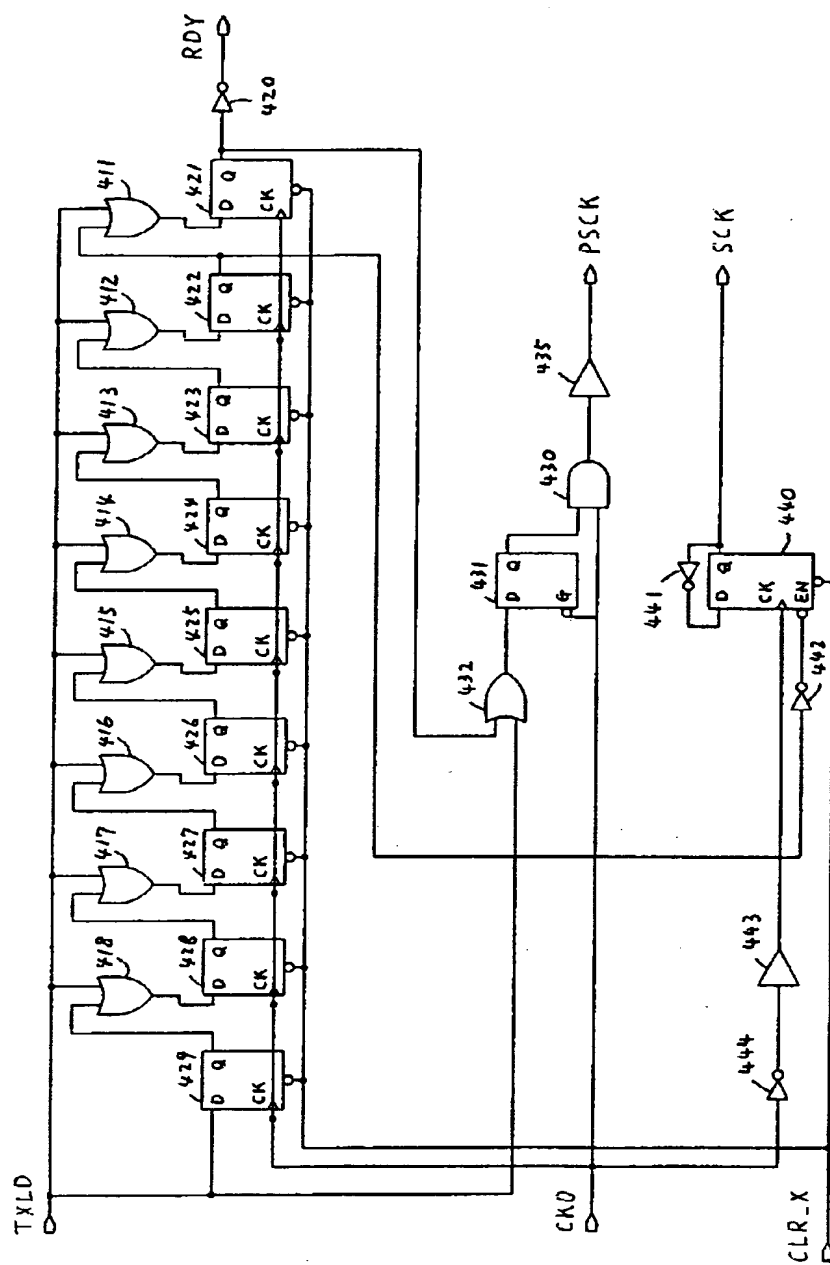 TXLD
CKO
CLR_X
RDY
PSCK
SCK
411
412
413
414
415
416
417
418
420
421
D Q
CK
422
D Q
CK
423
D Q
CK
424
D Q
CK
425
D Q
CK
426
D Q
CK
427
D Q
CK
428
D Q
CK
429
D Q
CK
430
431
D Q
G
432
435
440
D Q
CK
EN
441
442
443
444